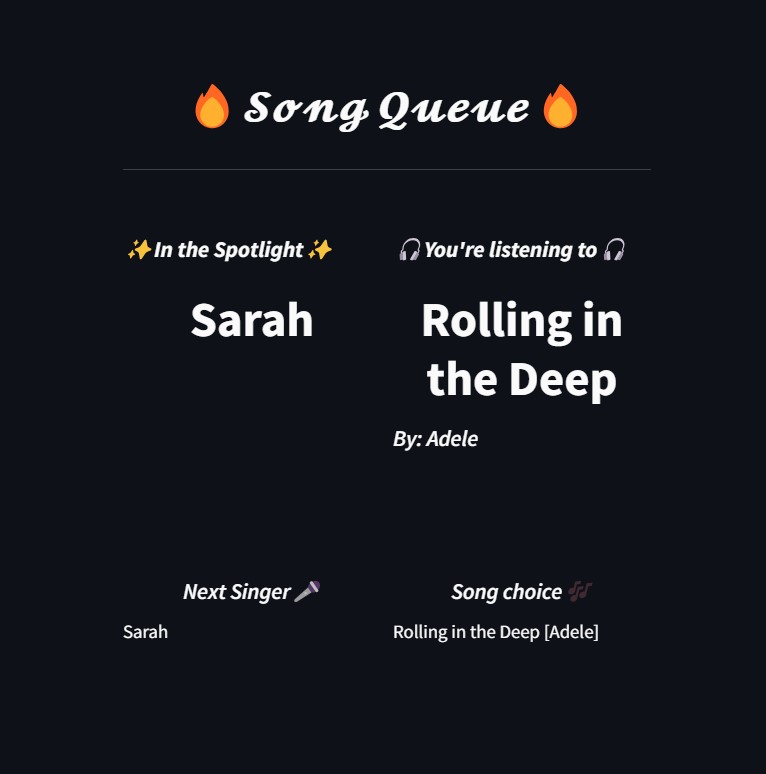 🔥 Song Queue 🔥
✨In the Spotlight ✨
Sarah
🎧You're listening to 🎧
Rolling in
the Deep
By: Adele
Next Singer🎤
Sarah
Song choice 🎶
Rolling in the Deep [Adele]